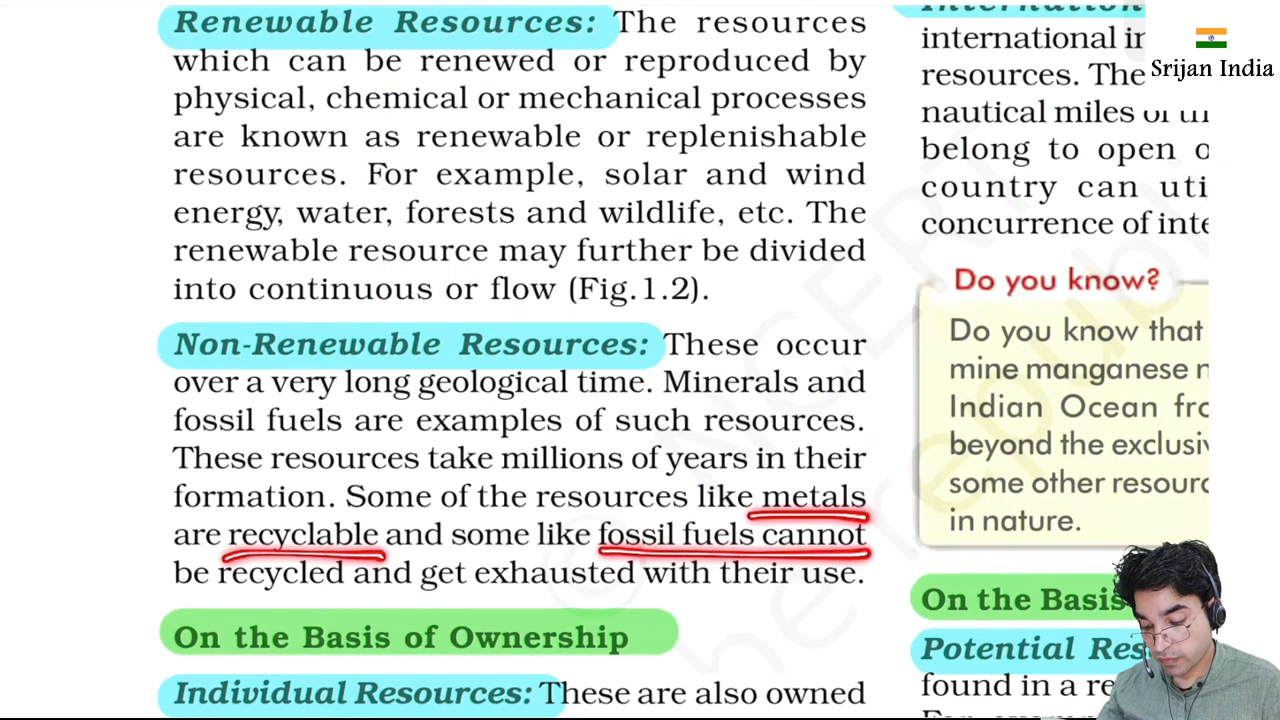 Renewable Resources: The resources
which can be renewed or reproduced by
physical, chemical or mechanical processes
are known as renewable or replenishable
resources. For example, solar and wind
energy, water, forests and wildlife, etc. The
renewable resource may further be divided
into continuous or flow (Fig.1.2).
Non-Renewable Resources: These occur
over a very long geological time. Minerals and
fossil fuels are examples of such resources.
These resources take millions of years in their
formation. Some of the resources like metals
are recyclable and some like fossil fuels cannot
be recycled and get exhausted with their use.
On the Basis of Ownership
Individual Resources: These are also owned
international
resources. The
nautical miles
belong to open
country can
concurrence of
Do you know?
Do you know that
mine manganese
Indian Ocean
beyond the
some other
in nature.
On the Basis
Potential
found in a
Srijan India